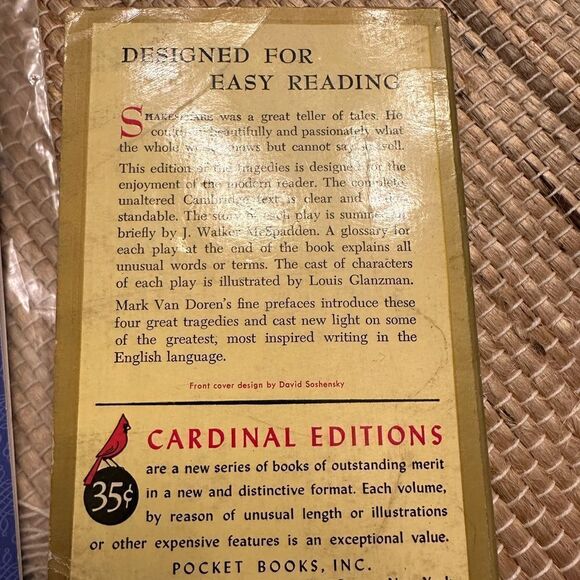 DESIGNED FOR
EASY READING
SHAKESPEARE was a great teller of tales. He
could beautifully and passionately what
the whole knows but cannot say well.
This edition of the tragedies is designed for the
enjoyment of the modern reader. The complete
unaltered Cambridge text is clear and
standable. The story of each play is summed
briefly by J. Walker McSpadden. A glossary for
each play at the end of the book explains all
unusual words or terms. The cast of characters
of each play is illustrated by Louis Glanzman.
Mark Van Doren's fine prefaces introduce these
four great tragedies and cast new light on some
of the greatest, most inspired writing in the
English language.
Front cover design by David Soshensky
CARDINAL EDITIONS
are a new series of books of outstanding merit
35¢ in a new and distinctive format. Each volume,
by reason of unusual length or illustrations
or other expensive features is an exceptional value.
POCKET BOOKS, INC.